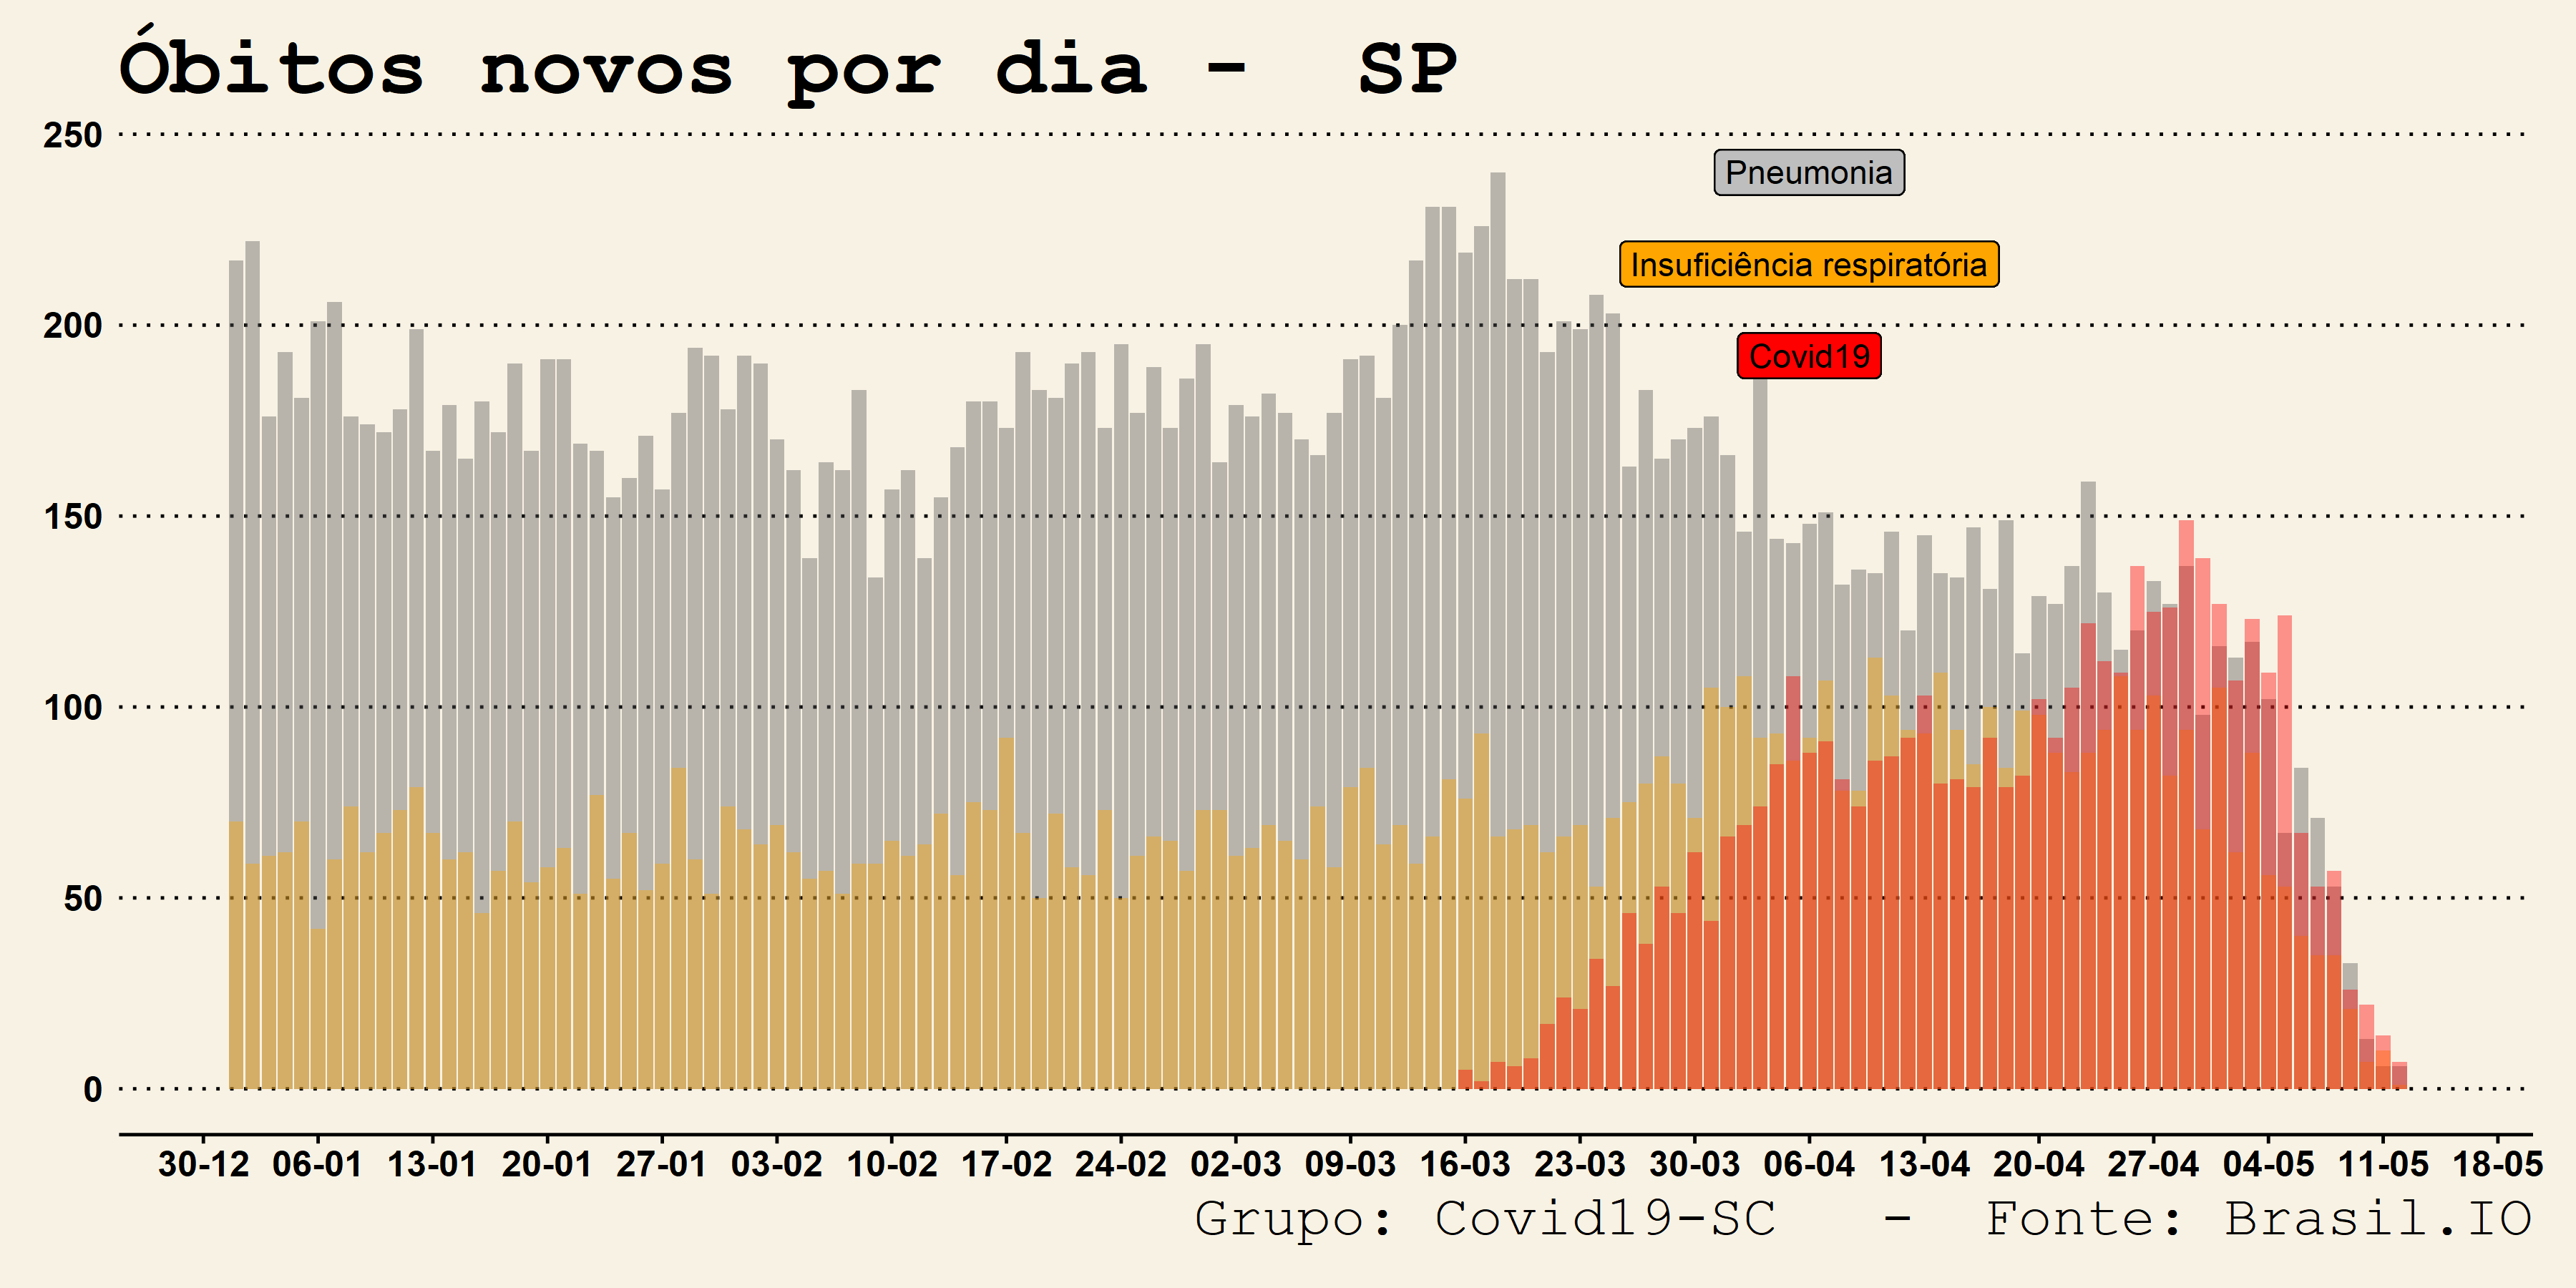 Óbitos novos por dia - SP
250
Pneumonia
Insuficiência respiratória
200
Covid19
150
100
50
0
30-12 06-01 13-01 20-01 27-01 03-02 10-02 17-02 24-02 02-03 09-03 16-03 23-03 30-03 06-04 13-04 20-04 27-04 04-05 11-05 18-05
Grupo: Covid19-SC - Fonte: Brasil.IO